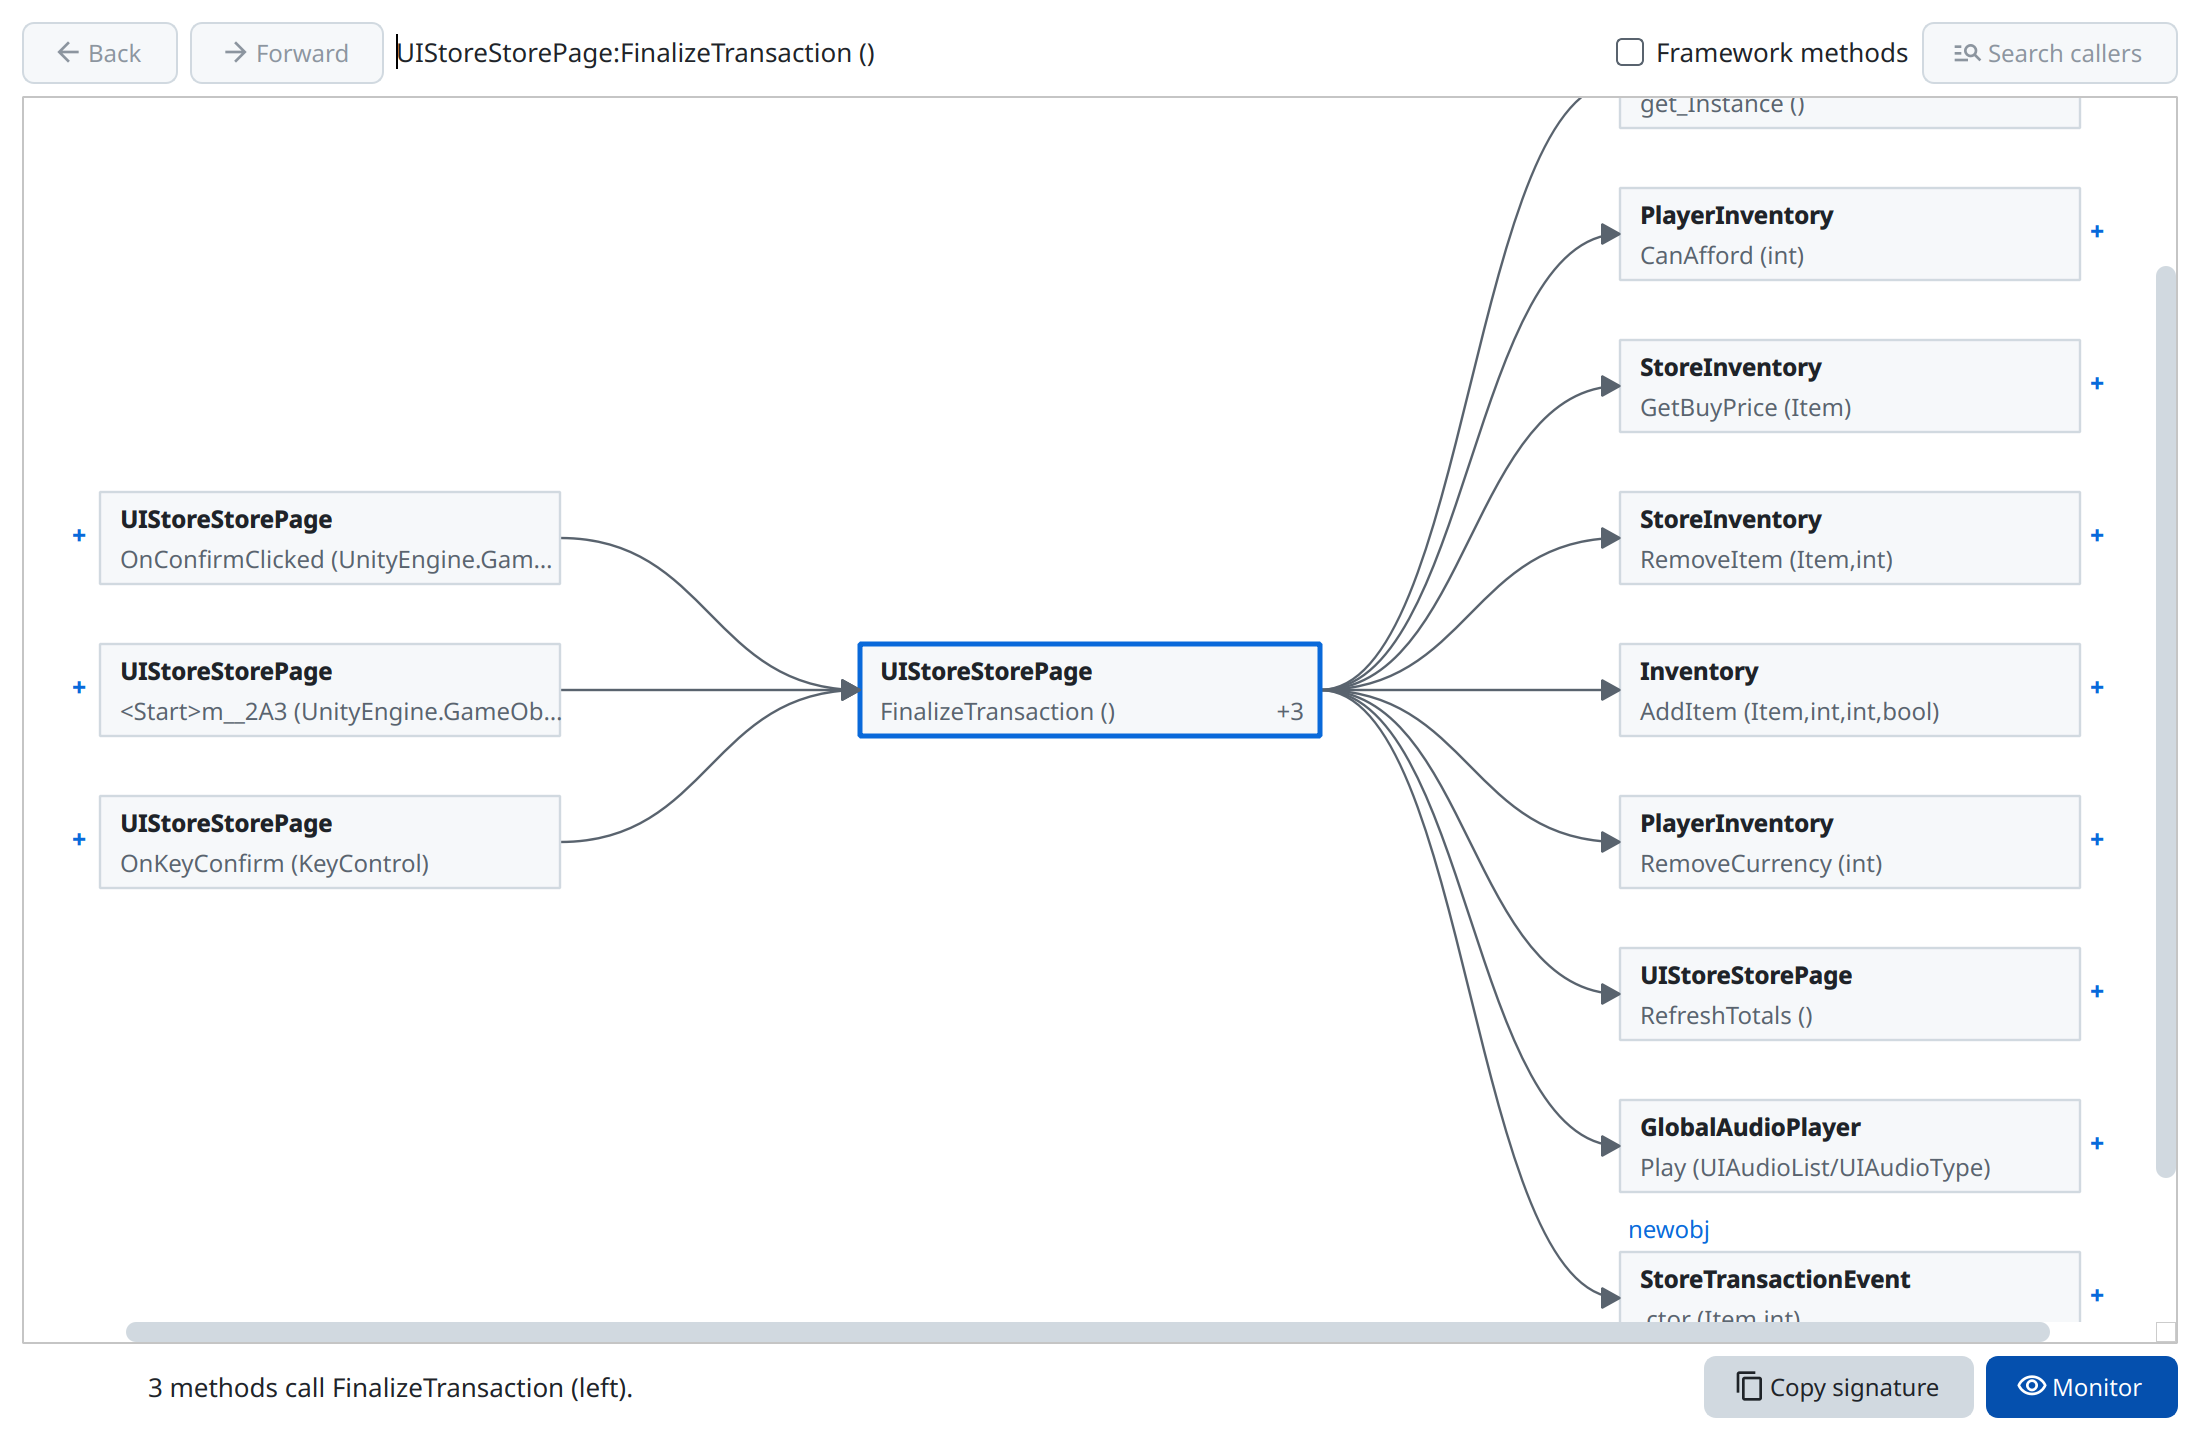 Back
Forward
UIStoreStorePage:FinalizeTransaction ()
Framework methods
Search callers
get_Instance ()
PlayerInventory
CanAfford (int)
StoreInventory
GetBuyPrice (Item)
UIStoreStorePage
OnConfirmClicked (UnityEngine.Gam...
StoreInventory
RemoveItem (Item,int)
UIStoreStorePage
<Start>m__2A3 (UnityEngine.GameOb...
UIStoreStorePage
FinalizeTransaction ()
+3
Inventory
AddItem (Item,int,int,bool)
UIStoreStorePage
OnKeyConfirm (KeyControl)
PlayerInventory
RemoveCurrency (int)
UIStoreStorePage
RefreshTotals ()
GlobalAudioPlayer
Play (UIAudioList/UIAudioType)
newobj
StoreTransactionEvent
.ctor (Item,int)
3 methods call FinalizeTransaction (left).
Copy signature
Monitor